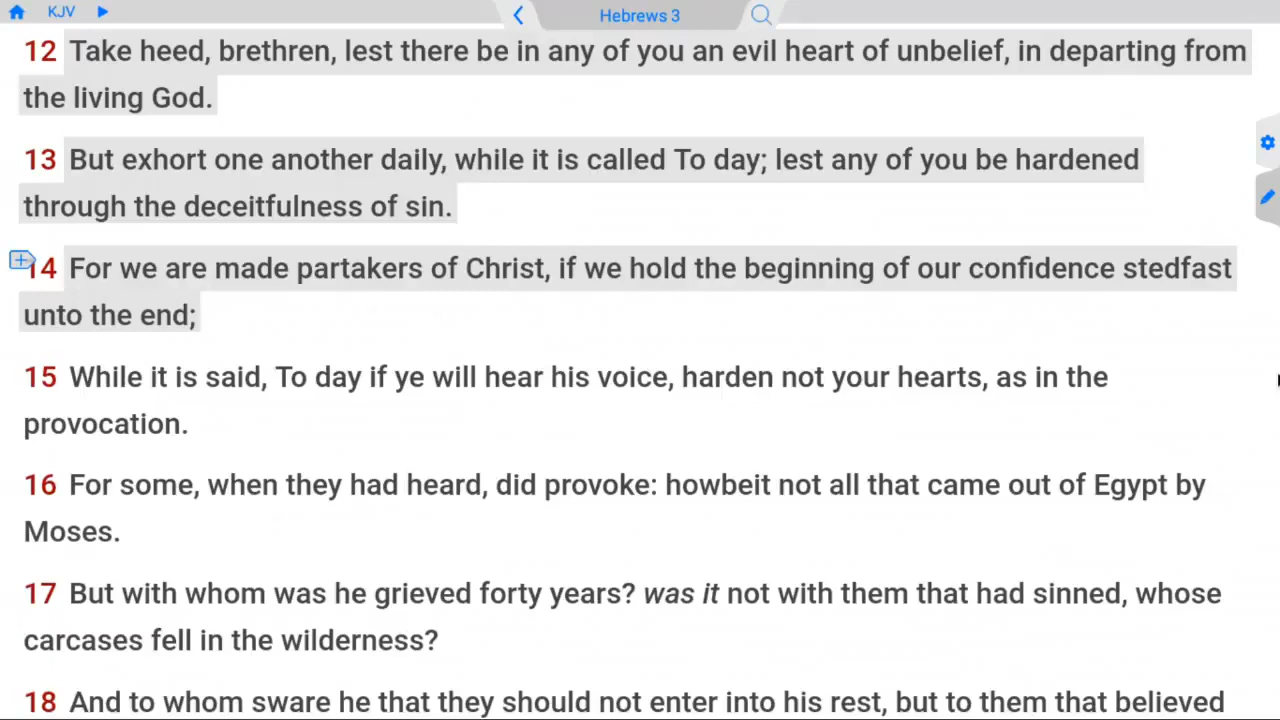 KJV
Hebrews 3
12 Take heed, brethren, lest there be in any of you an evil heart of unbelief, in departing from
the living God.
13 But exhort one another daily, while it is called To day; lest any of you be hardened
through the deceitfulness of sin.
14 For we are made partakers of Christ, if we hold the beginning of our confidence stedfast
unto the end;
15 While it is said, To day if ye will hear his voice, harden not your hearts, as in the
provocation.
16 For some, when they had heard, did provoke: howbeit not all that came out of Egypt by
Moses.
17 But with whom was he grieved forty years? was it not with them that had sinned, whose
carcases fell in the wilderness?
18 And to whom sware he that they should not enter into his rest, but to them that believed